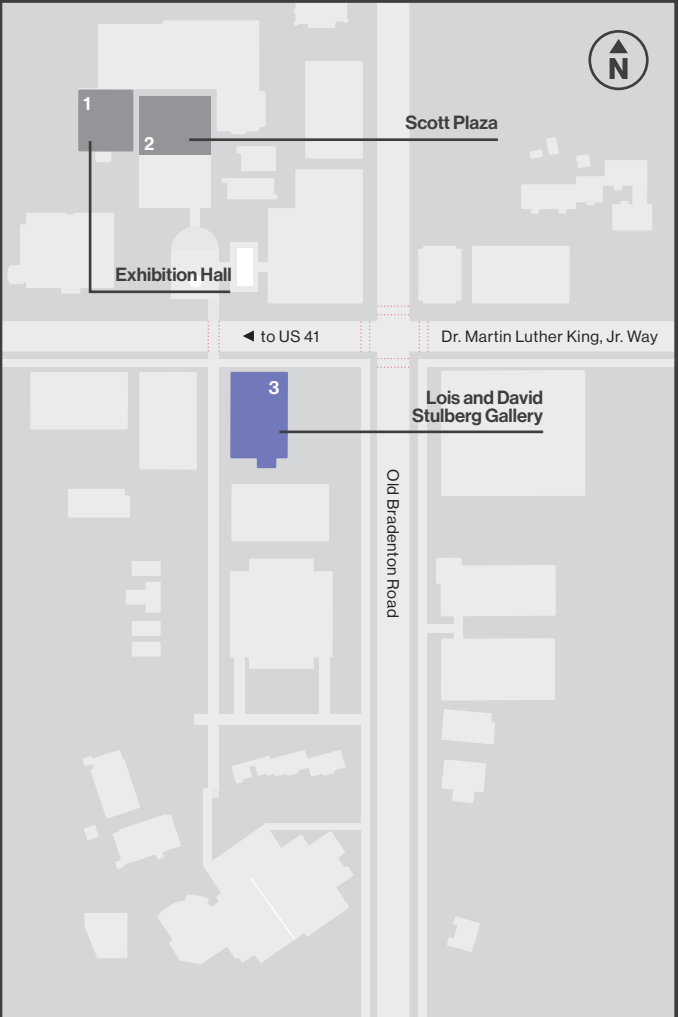 N
1
2
Scott Plaza
Exhibition Hall
◄ to US 41
Dr. Martin Luther King, Jr. Way
3
Lois and David
Stulberg Gallery
Old Bradenton Road